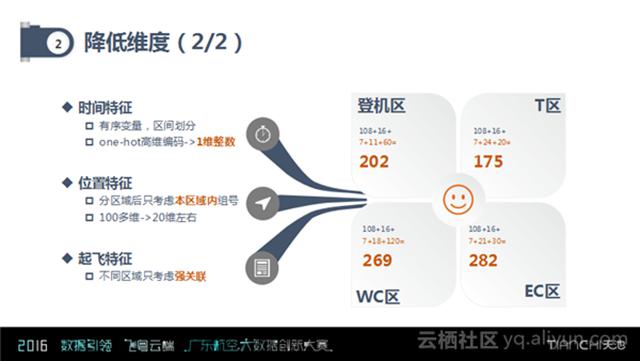 2
降低维度（2/2）
◆ 时间特征
□ 有序变量，区间划分
□ one-hot高维编码->1维整数
◆ 位置特征
□ 分区域后只考虑本区域内组号
□ 100多维->20维左右
◆ 起飞特征
□ 不同区域只考虑强关联
登机区
108+16+
7+11+60=
202
T区
108+16+
7+24+20=
175
108+16+
7+18+120=
269
WC区
108+16+
7+21+30=
282
EC区
2016 数据引领 飞粤云端 广东航空大数据创新大赛
TIANCHI天池
云栖社区 yq.aliyun.com